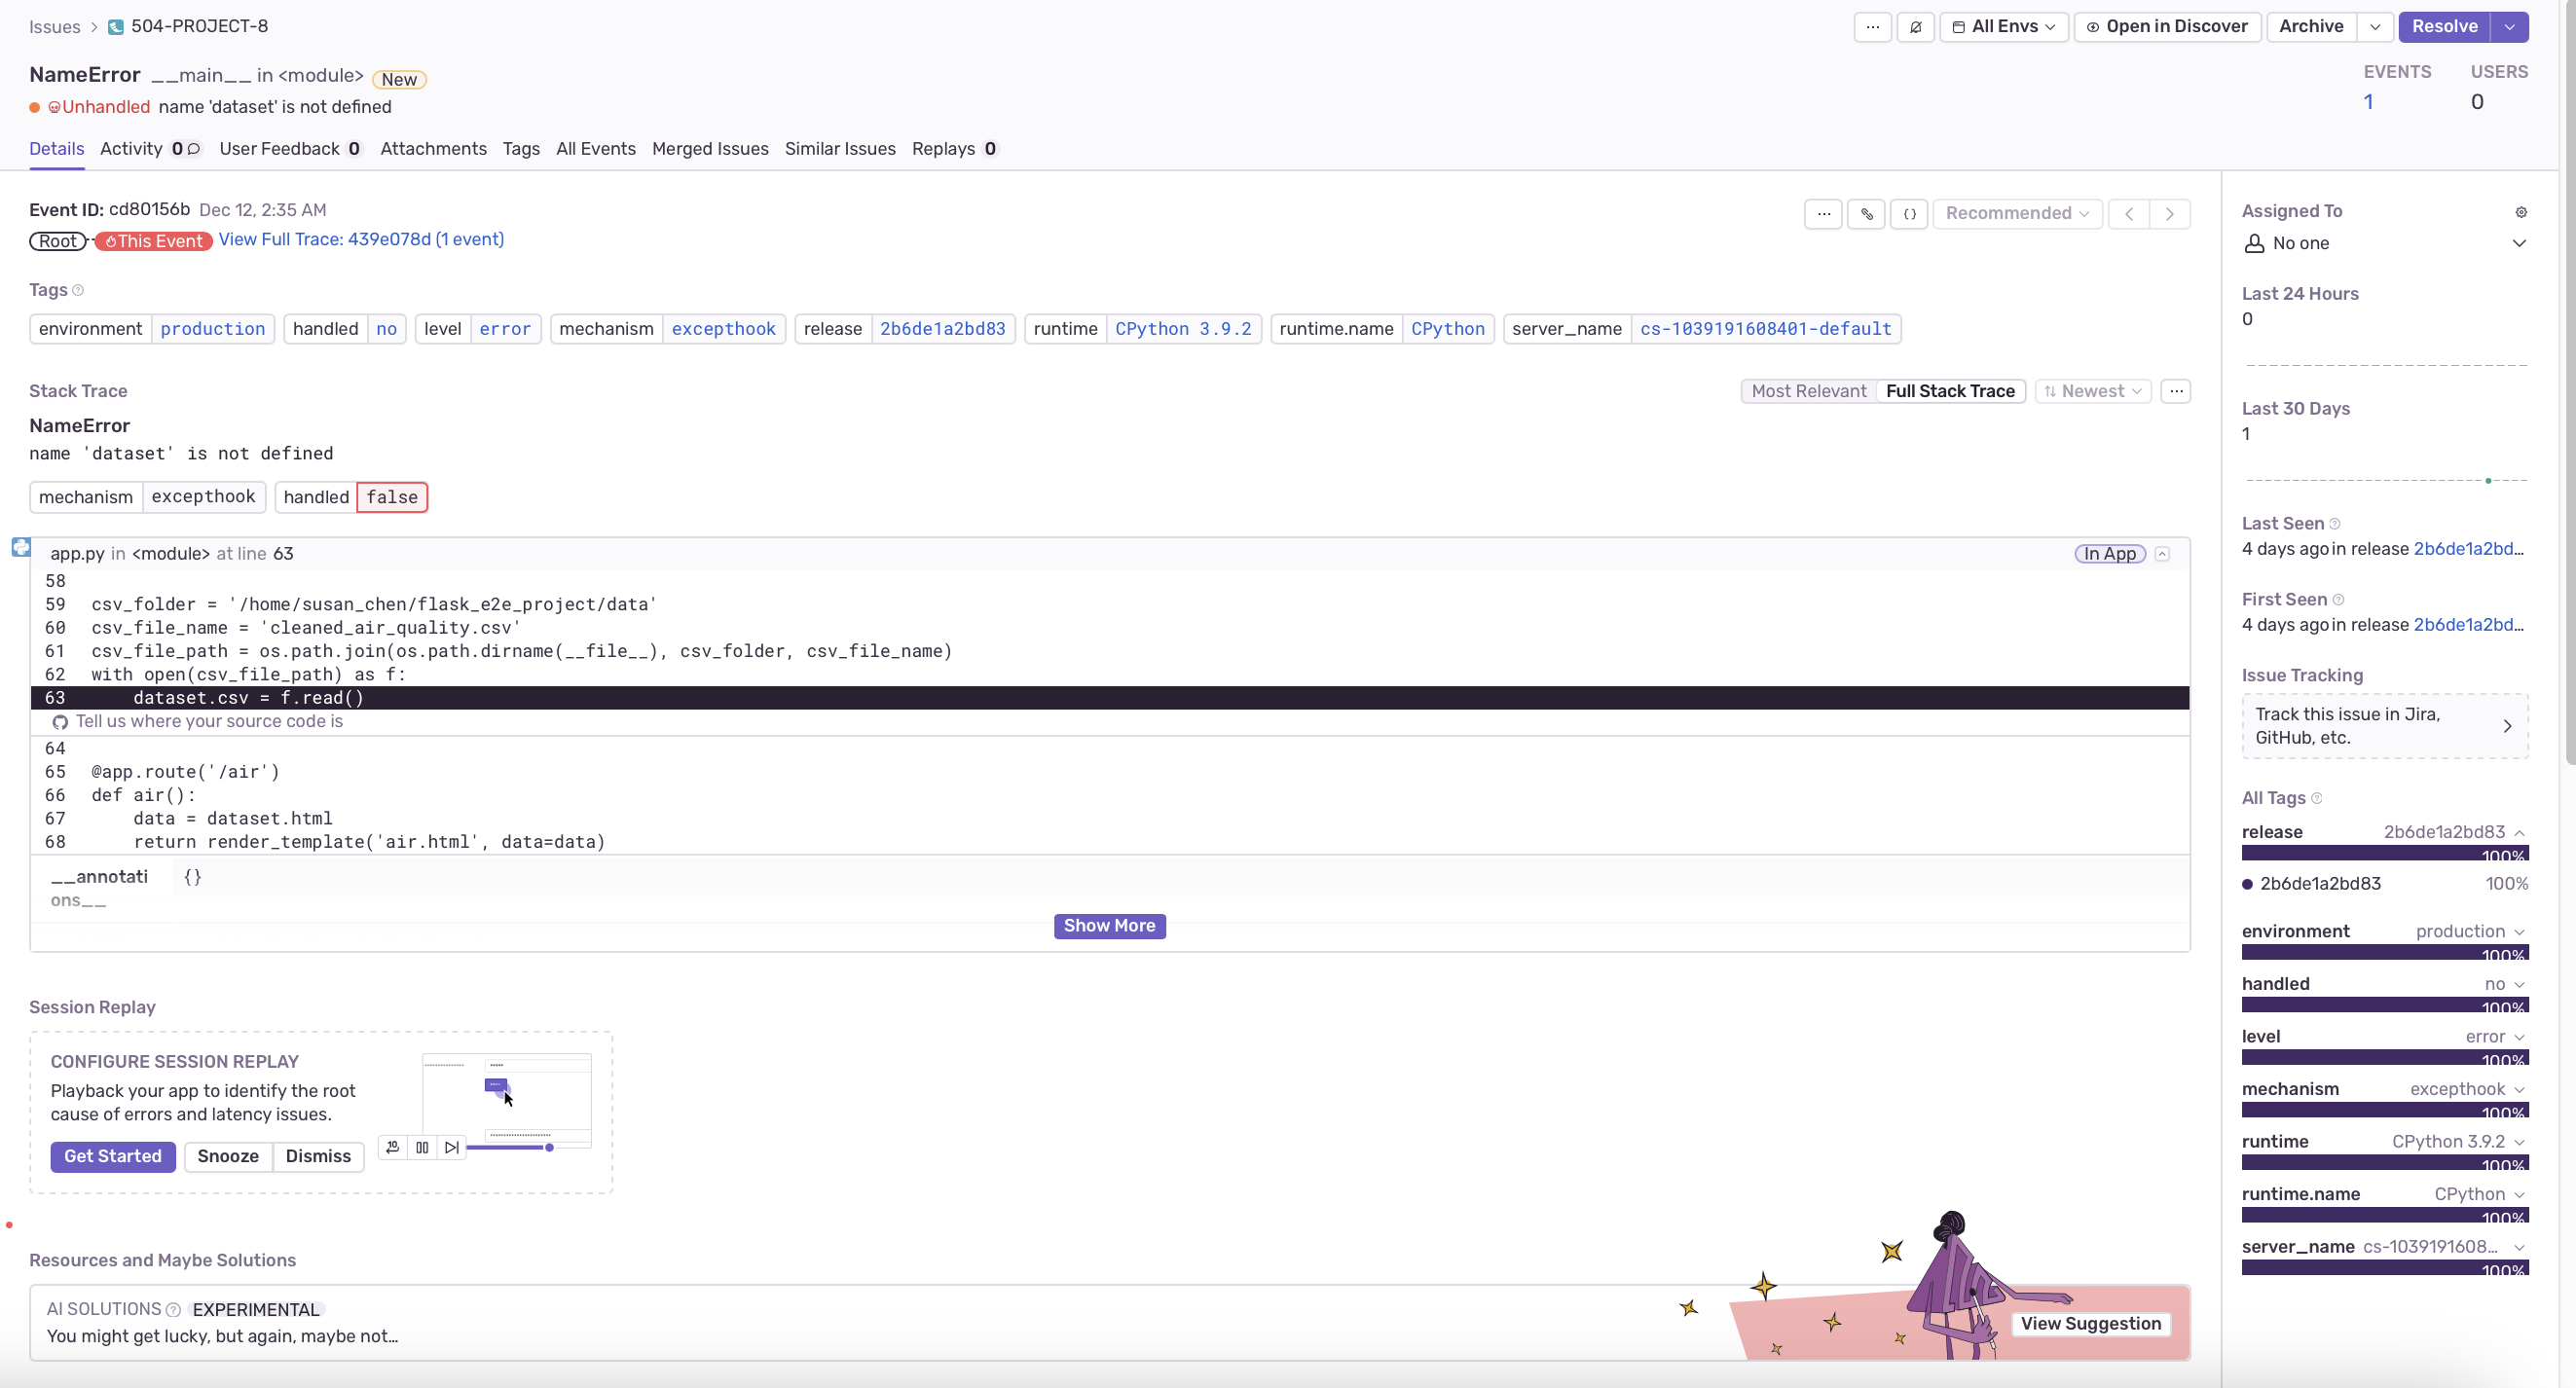 Issues > 504-PROJECT-8
... All Envs Open in Discover Archive Resolve
NameError __main__ in <module> New
EVENTS USERS
Unhandled name 'dataset' is not defined
1 0
Details Activity 0 User Feedback 0 Attachments Tags All Events Merged Issues Similar Issues Replays 0
Event ID: cd80156b Dec 12, 2:35 AM
... {} Recommended
Root This Event View Full Trace: 439e078d (1 event)
Tags ?
environment production handled no level error mechanism excepthook release 2b6de1a2bd83 runtime CPython 3.9.2 runtime.name CPython server_name cs-1039191608401-default
Stack Trace
Most Relevant Full Stack Trace Newest ...
NameError
name 'dataset' is not defined
mechanism excepthook handled false
app.py in <module> at line 63
In App
58
59 csv_folder = '/home/susan_chen/flask_e2e_project/data'
60 csv_file_name = 'cleaned_air_quality.csv'
61 csv_file_path = os.path.join(os.path.dirname(__file__), csv_folder, csv_file_name)
62 with open(csv_file_path) as f:
63 dataset.csv = f.read()
Tell us where your source code is
64
65 @app.route('/air')
66 def air():
67 data = dataset.html
68 return render_template('air.html', data=data)
__annotati
ons__
{}
Show More
Session Replay
CONFIGURE SESSION REPLAY
Playback your app to identify the root
cause of errors and latency issues.
Get Started Snooze Dismiss
10
Resources and Maybe Solutions
AI SOLUTIONS ? EXPERIMENTAL
You might get lucky, but again, maybe not...
View Suggestion
Assigned To
No one
Last 24 Hours
0
Last 30 Days
1
Last Seen ?
4 days ago in release 2b6de1a2bd...
First Seen ?
4 days ago in release 2b6de1a2bd...
Issue Tracking
Track this issue in Jira,
GitHub, etc.
All Tags ?
release 2b6de1a2bd83
100%
2b6de1a2bd83 100%
environment production
100%
handled no
100%
level error
100%
mechanism excepthook
100%
runtime CPython 3.9.2
100%
runtime.name CPython
100%
server_name cs-1039191608...
100%